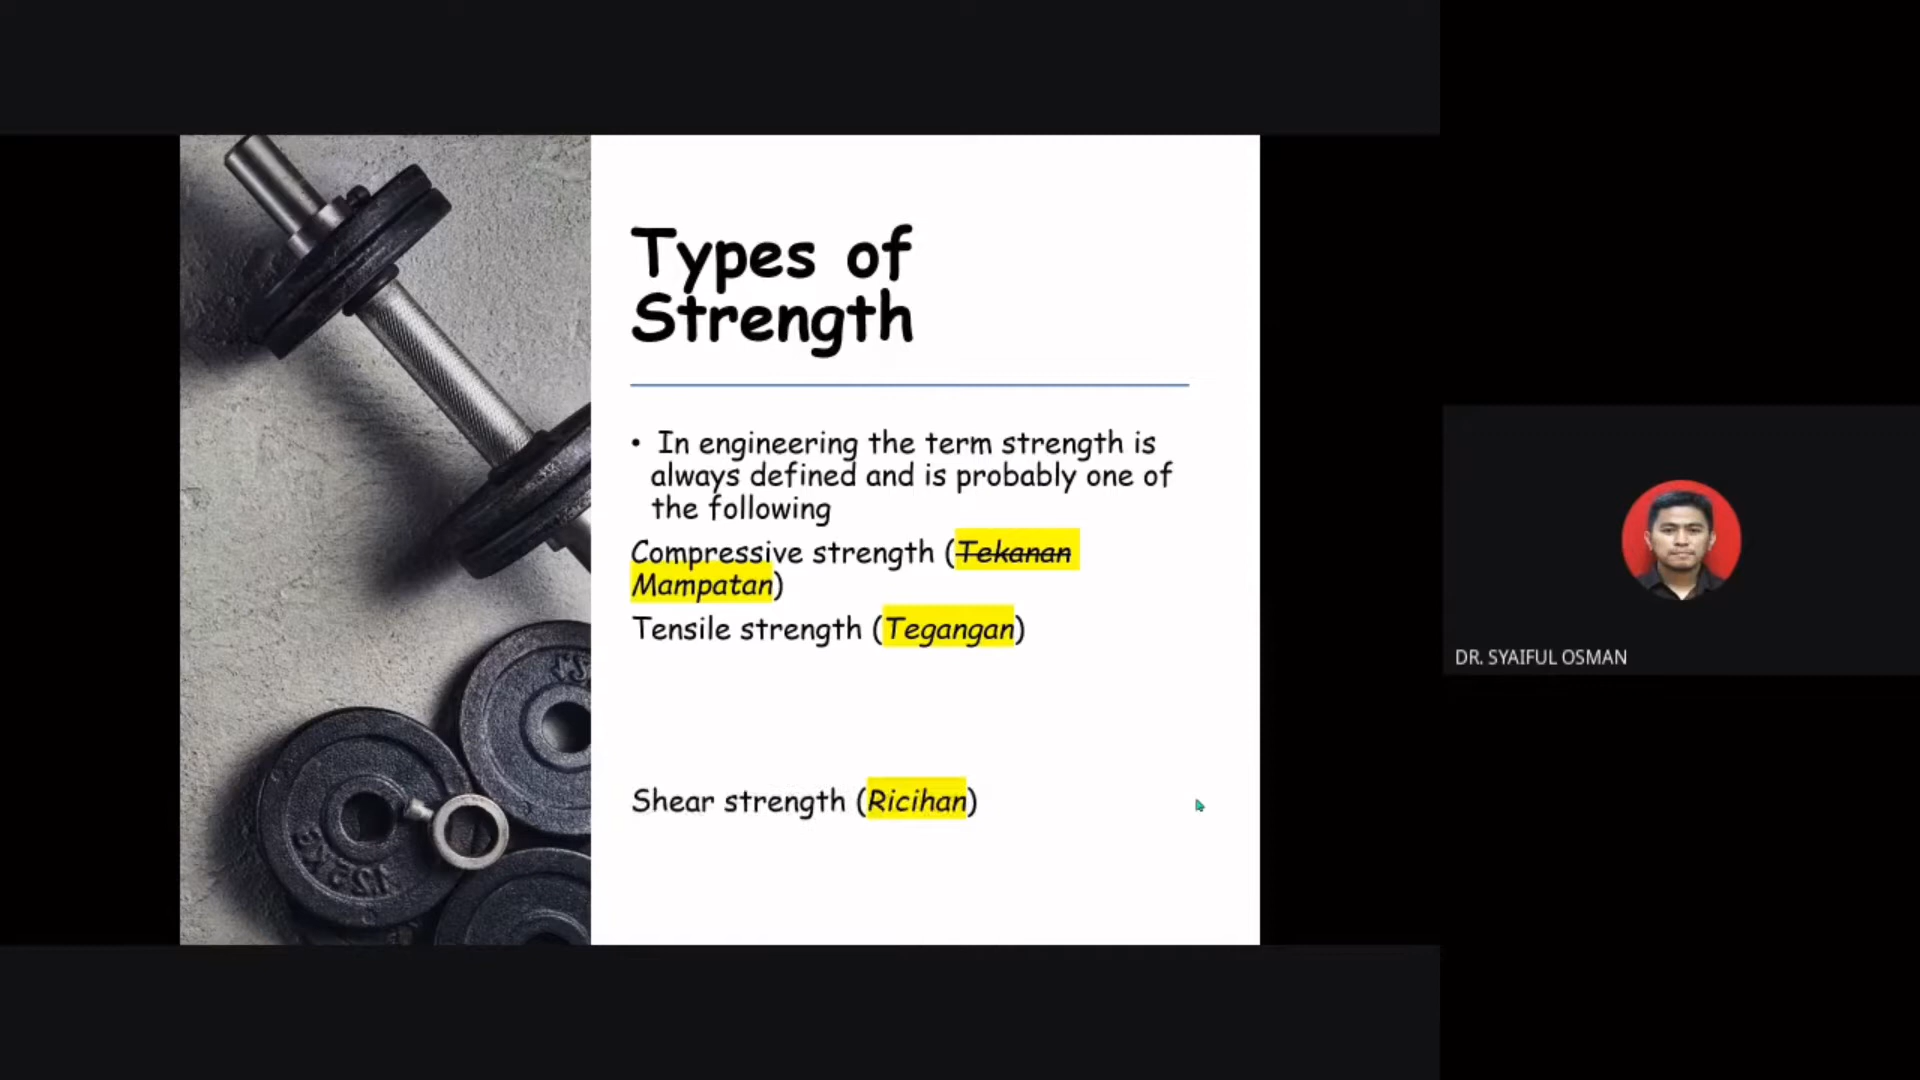 Types of
Strength
• In engineering the term strength is
always defined and is probably one of
the following
Compressive strength (Tekanan
Mampatan)
Tensile strength (Tegangan)
Shear strength (Ricihan)
DR. SYAIFUL OSMAN